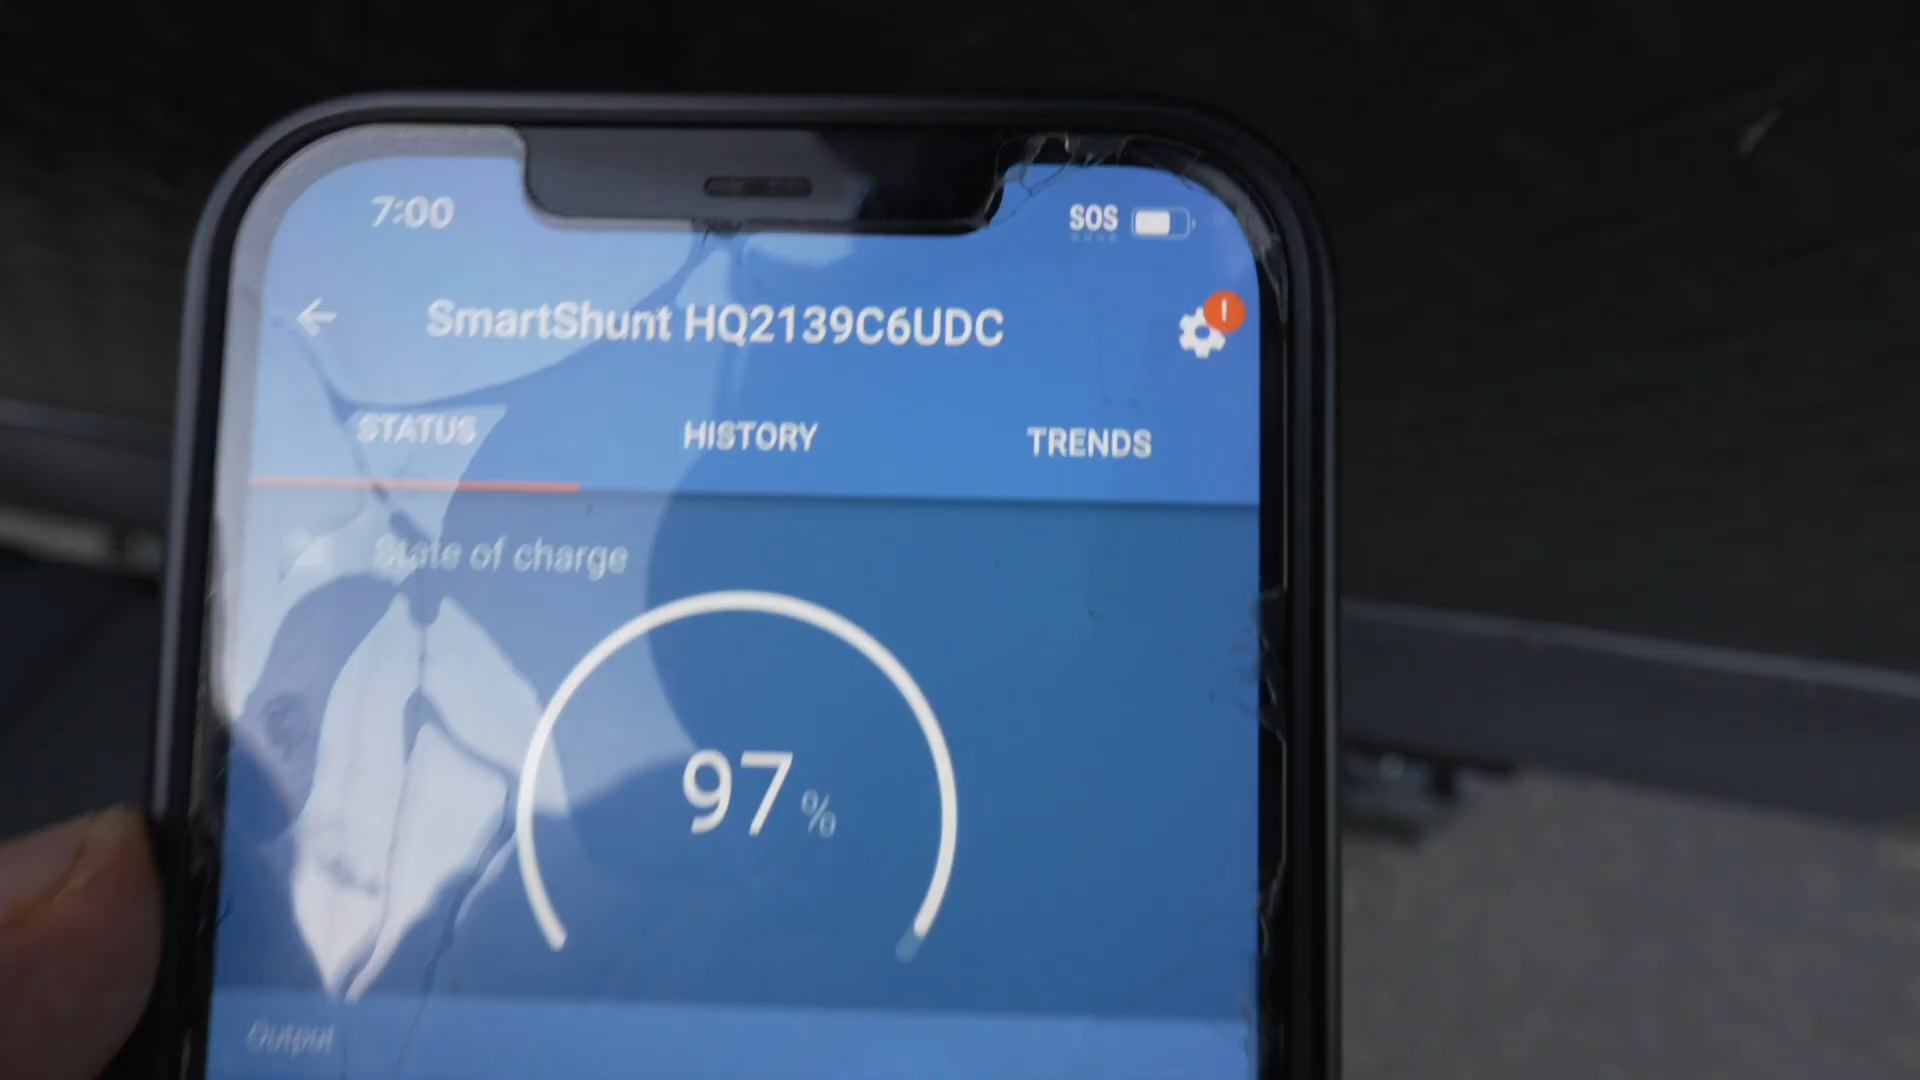 7:00
SOS
SmartShunt HQ2139C6UDC
!
STATUS
HISTORY
TRENDS
State of charge
97 %
Output